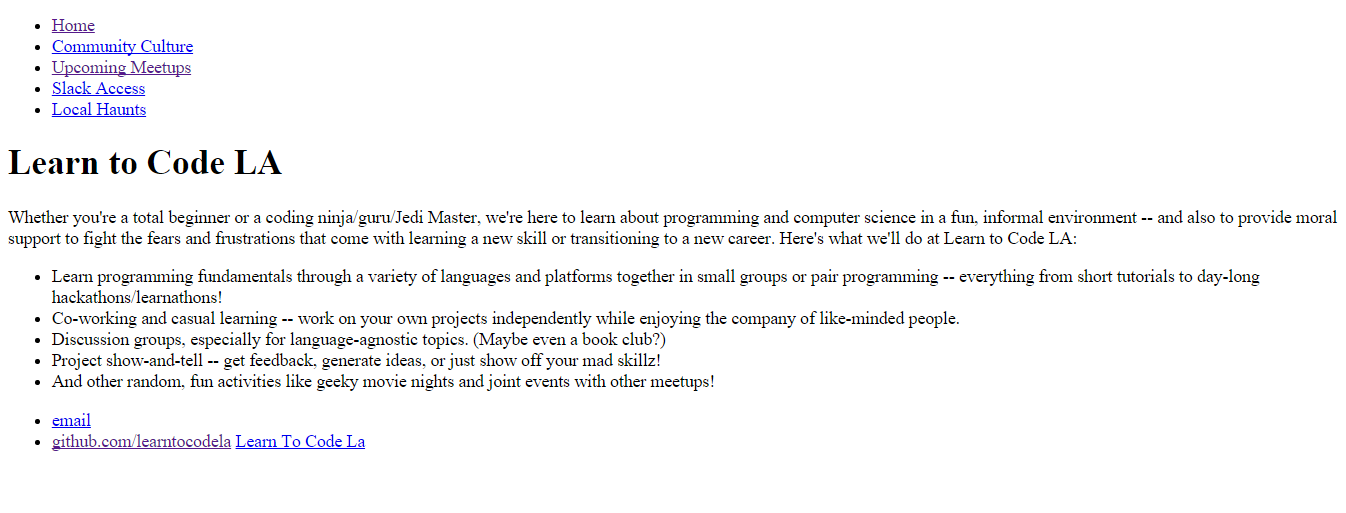 Home
Community Culture
Upcoming Meetups
Slack Access
Local Haunts
Learn to Code LA
Whether you're a total beginner or a coding ninja/guru/Jedi Master, we're here to learn about programming and computer science in a fun, informal environment -- and also to provide moral
support to fight the fears and frustrations that come with learning a new skill or transitioning to a new career. Here's what we'll do at Learn to Code LA:
Learn programming fundamentals through a variety of languages and platforms together in small groups or pair programming -- everything from short tutorials to day-long
hackathons/learnathons!
Co-working and casual learning -- work on your own projects independently while enjoying the company of like-minded people.
Discussion groups, especially for language-agnostic topics. (Maybe even a book club?)
Project show-and-tell -- get feedback, generate ideas, or just show off your mad skillz!
And other random, fun activities like geeky movie nights and joint events with other meetups!
email
github.com/learntocodela Learn To Code La